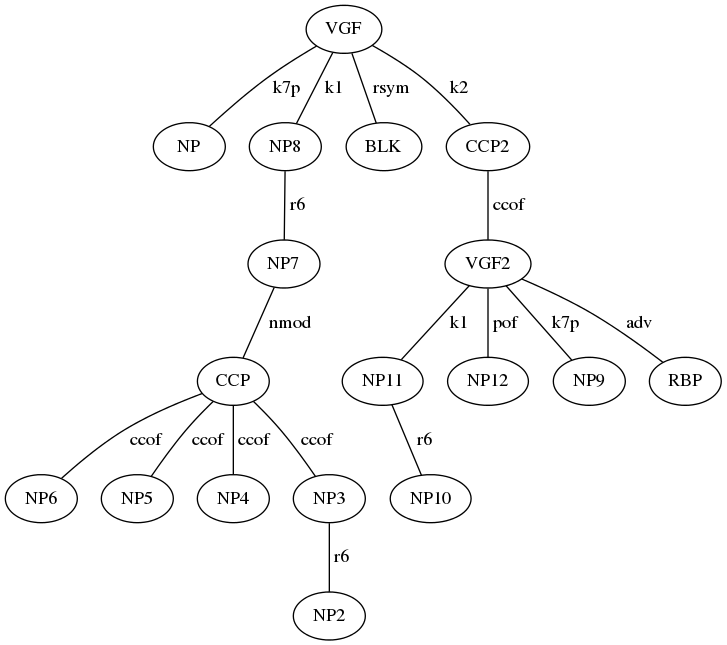 VGF
k7p k1 rsym k2
NP NP8 BLK CCP2
r6 ccof
NP7 VGF2
nmod k1 pof k7p adv
CCP NP11 NP12 NP9 RBP
ccof ccof ccof ccof r6
NP6 NP5 NP4 NP3 NP10
r6
NP2